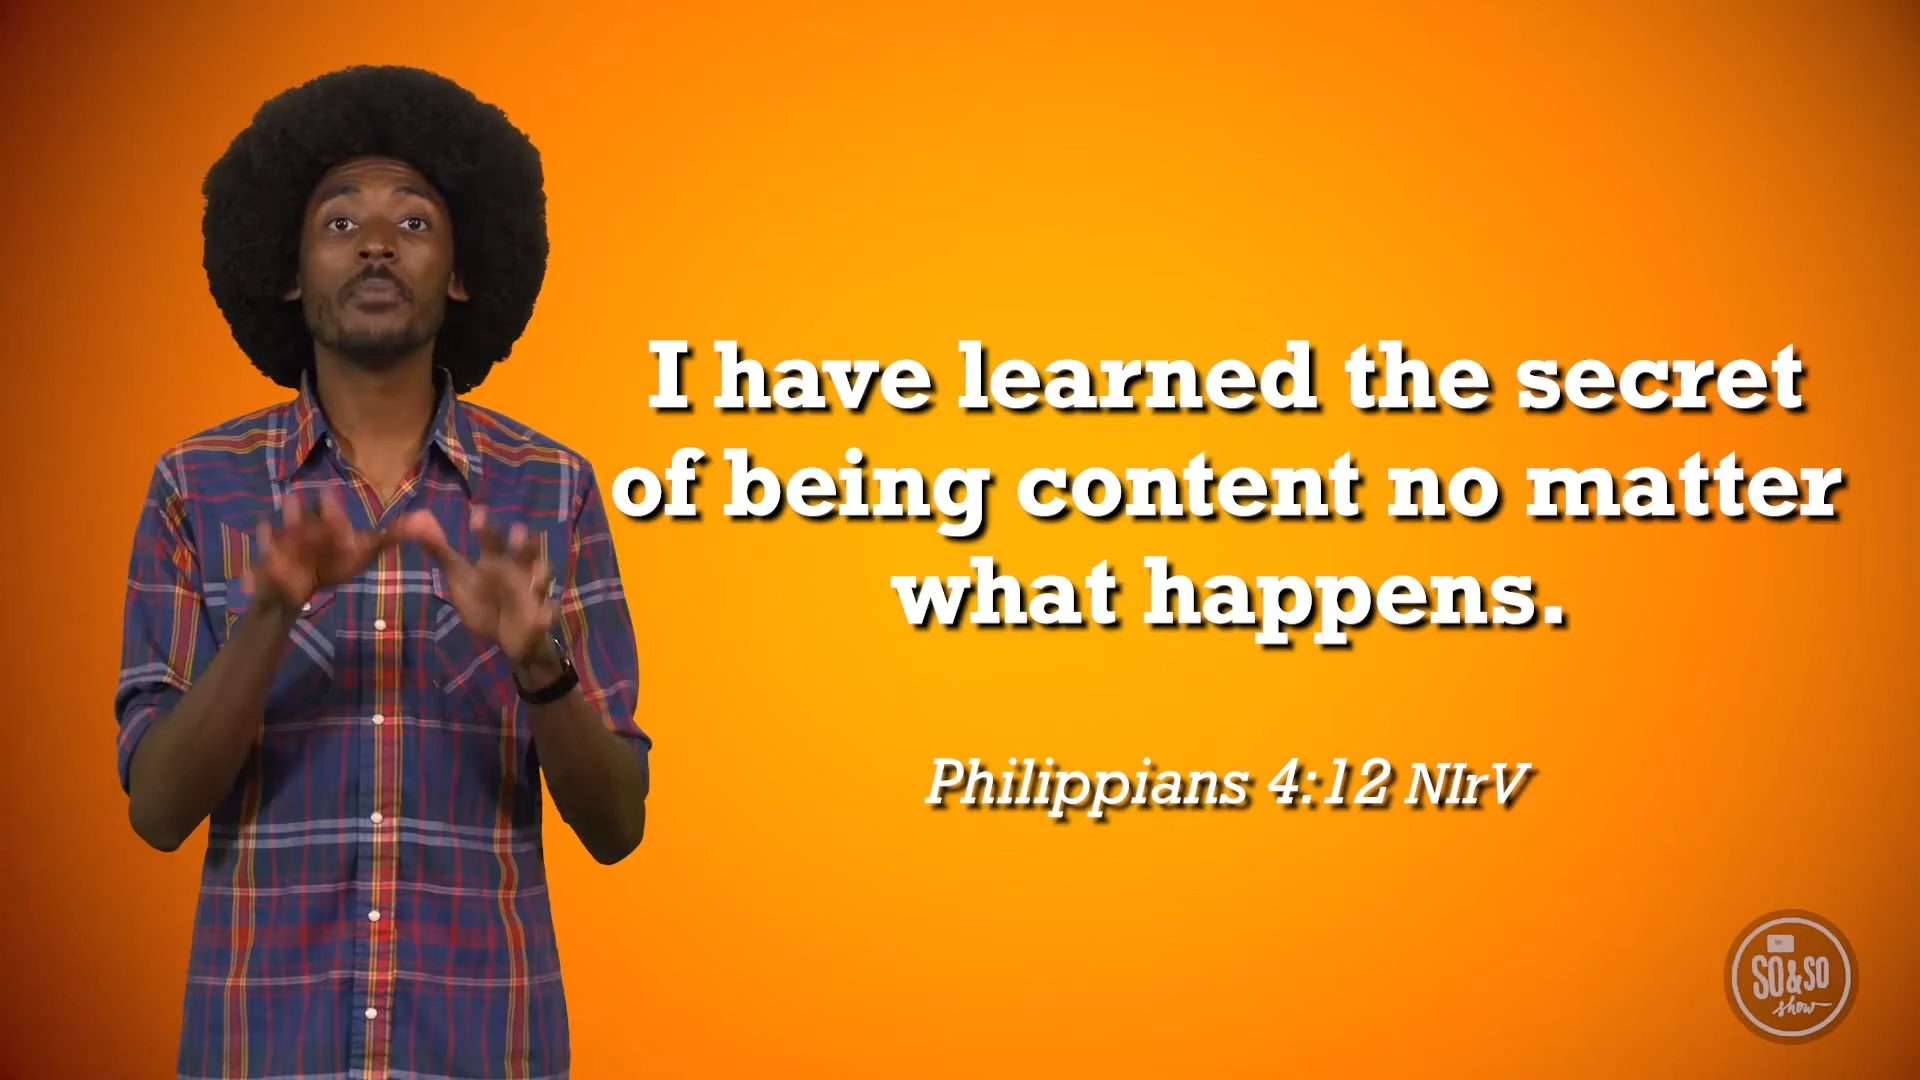 I have learned the secret
of being content no matter
what happens.
Philippians 4:12 NIrV
SO & SO
show